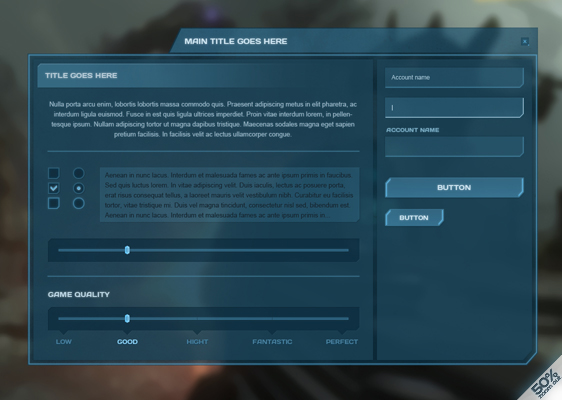 MAIN TITLE GOES HERE
TITLE GOES HERE
Nulla porta arcu enim, lobortis lobortis massa commodo quis. Praesent adipiscing metus in elit pharetra, ac
interdum ligula euismod. Fusce in est quis ligula ultrices imperdiet. Proin vitae interdum lorem, in pellen-
tesque ipsum. Nullam adipiscing tortor ut magna dapibus tristique. Maecenas sodales magna eget sapien
pretium facilisis. In facilisis velit ac lectus ullamcorper congue.
Aenean in nunc lacus. Interdum et malesuada fames ac ante ipsum primis in faucibus.
Sed quis luctus lorem. In vitae adipiscing velit. Duis iaculis, lectus ac posuere porta,
erat risus consequat tellus, a laoreet mauris velit vestibulum nibh. Curabitur eu facilisis
tortor, vitae tristique mi. Duis vel magna tincidunt, consectetur nisl sed, bibendum est.
Aenean in nunc lacus. Interdum et malesuada fames ac ante ipsum primis in...
GAME QUALITY
LOW GOOD HIGHT FANTASTIC PERFECT
Account name
ACCOUNT NAME
BUTTON
BUTTON
50%
zoom out